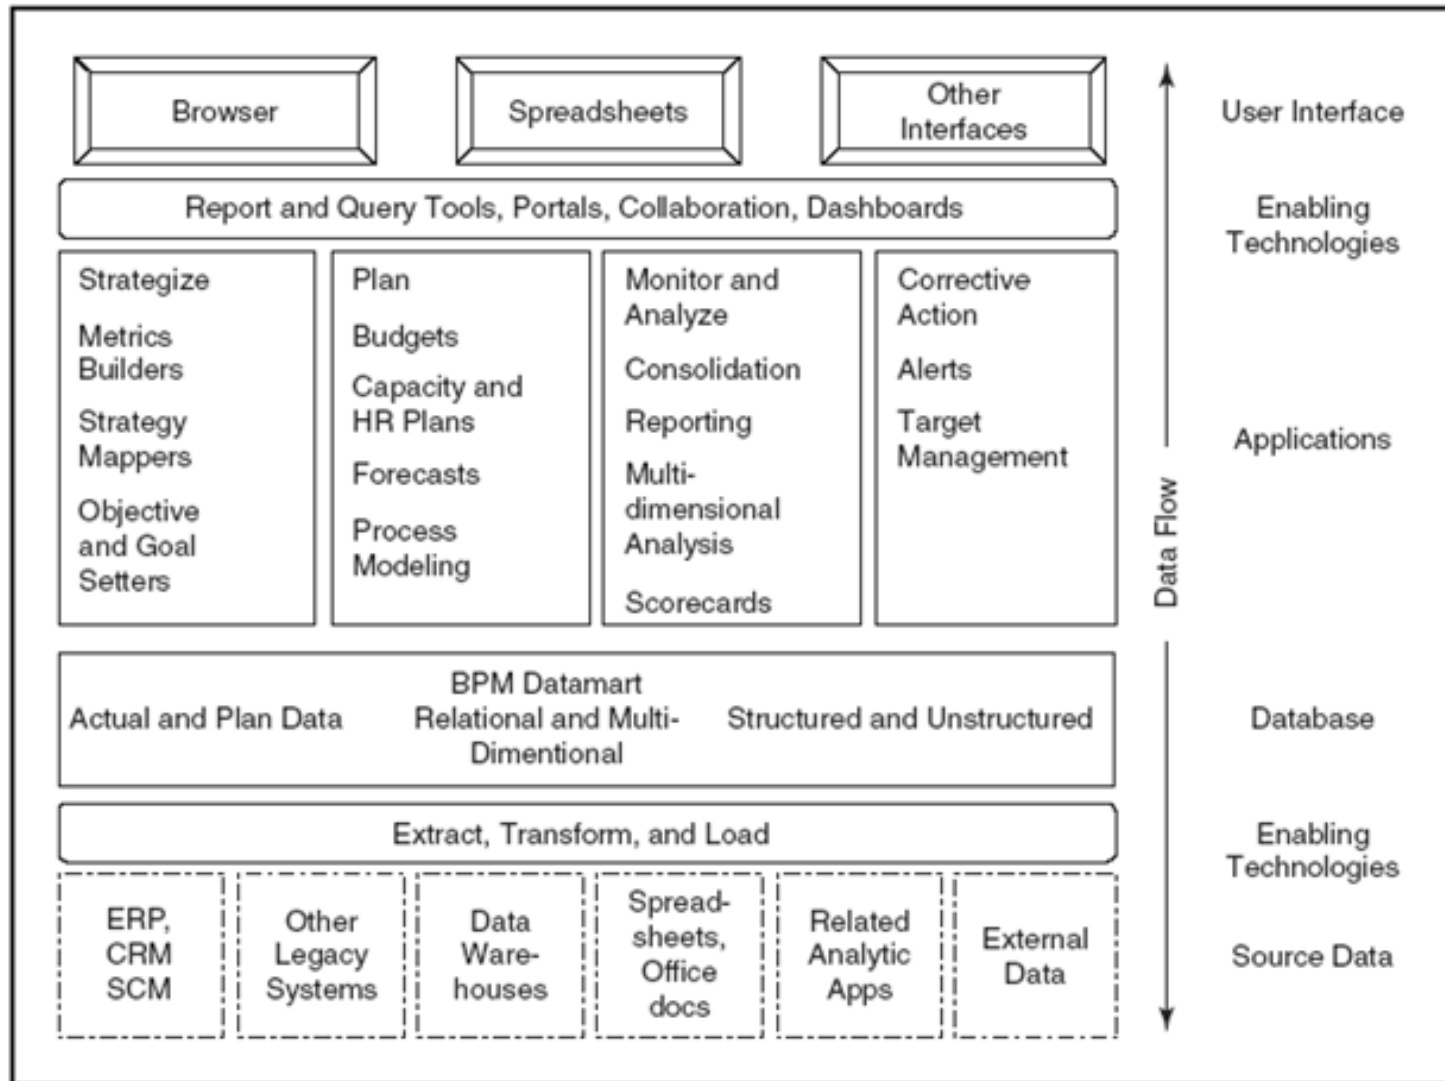 Browser
Spreadsheets
Other
Interfaces
User Interface
Report and Query Tools, Portals, Collaboration, Dashboards
Enabling
Technologies
Strategize
Metrics
Builders
Strategy
Mappers
Objective
and Goal
Setters
Plan
Budgets
Capacity and
HR Plans
Forecasts
Process
Modeling
Monitor and
Analyze
Consolidation
Reporting
Multi-
dimensional
Analysis
Scorecards
Corrective
Action
Alerts
Target
Management
Applications
Data Flow
BPM Datamart
Actual and Plan Data
Relational and Multi-
Dimentional
Structured and Unstructured
Database
Extract, Transform, and Load
Enabling
Technologies
ERP,
CRM
SCM
Other
Legacy
Systems
Data
Ware-
houses
Spread-
sheets,
Office
docs
Related
Analytic
Apps
External
Data
Source Data